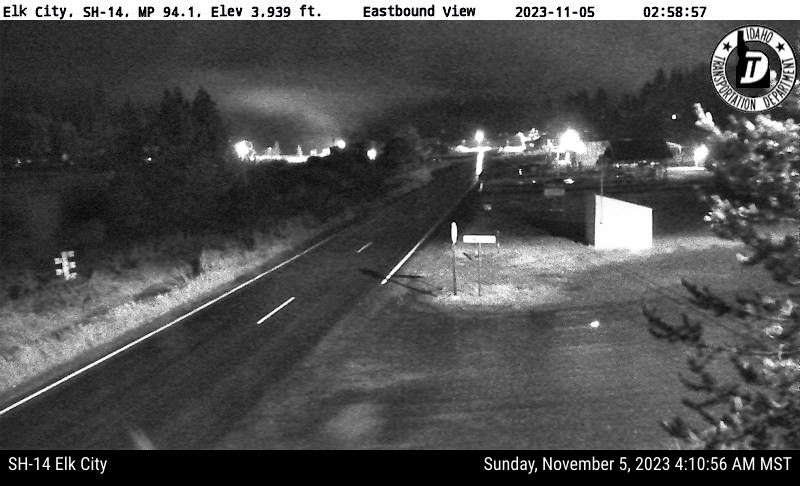 Elk City, SH-14, MP 94.1, Elev 3,939 ft. Eastbound View 2023-11-05 02:58:57
IDAHO
TRANSPORTATION DEPARTMENT
SH-14 Elk City
Sunday, November 5, 2023 4:10:56 AM MST